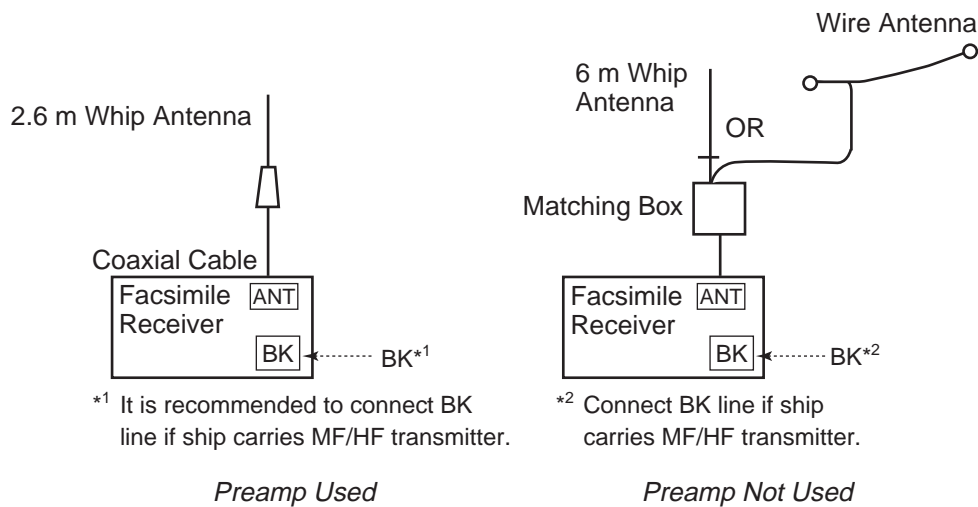 2.6 m Whip Antenna
Coaxial Cable
Facsimile
Receiver
ANT
BK
BK*1
*1 It is recommended to connect BK
line if ship carries MF/HF transmitter.
Preamp Used
Wire Antenna
6 m Whip
Antenna
OR
Matching Box
Facsimile
Receiver
ANT
BK
BK*2
*2 Connect BK line if ship
carries MF/HF transmitter.
Preamp Not Used